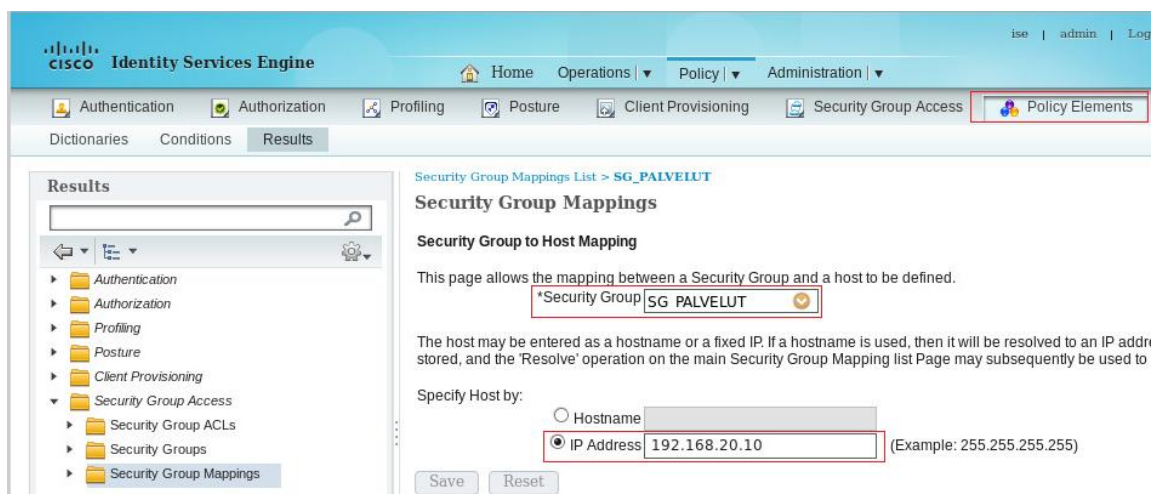 ise | admin | Log
CISCO Identity Services Engine
Home Operations | Policy | Administration |
Authentication Authorization Profiling Posture Client Provisioning Security Group Access Policy Elements
Dictionaries Conditions Results
Results
Security Group Mappings List > SG_PALVELUT
Security Group Mappings
Security Group to Host Mapping
This page allows the mapping between a Security Group and a host to be defined.
*Security Group SG PALVELUT
The host may be entered as a hostname or a fixed IP. If a hostname is used, then it will be resolved to an IP addre
stored, and the 'Resolve' operation on the main Security Group Mapping list Page may subsequently be used to
Specify Host by:
Hostname
IP Address 192.168.20.10 (Example: 255.255.255.255)
Save Reset
Authentication
Authorization
Profiling
Posture
Client Provisioning
Security Group Access
Security Group ACLs
Security Groups
Security Group Mappings